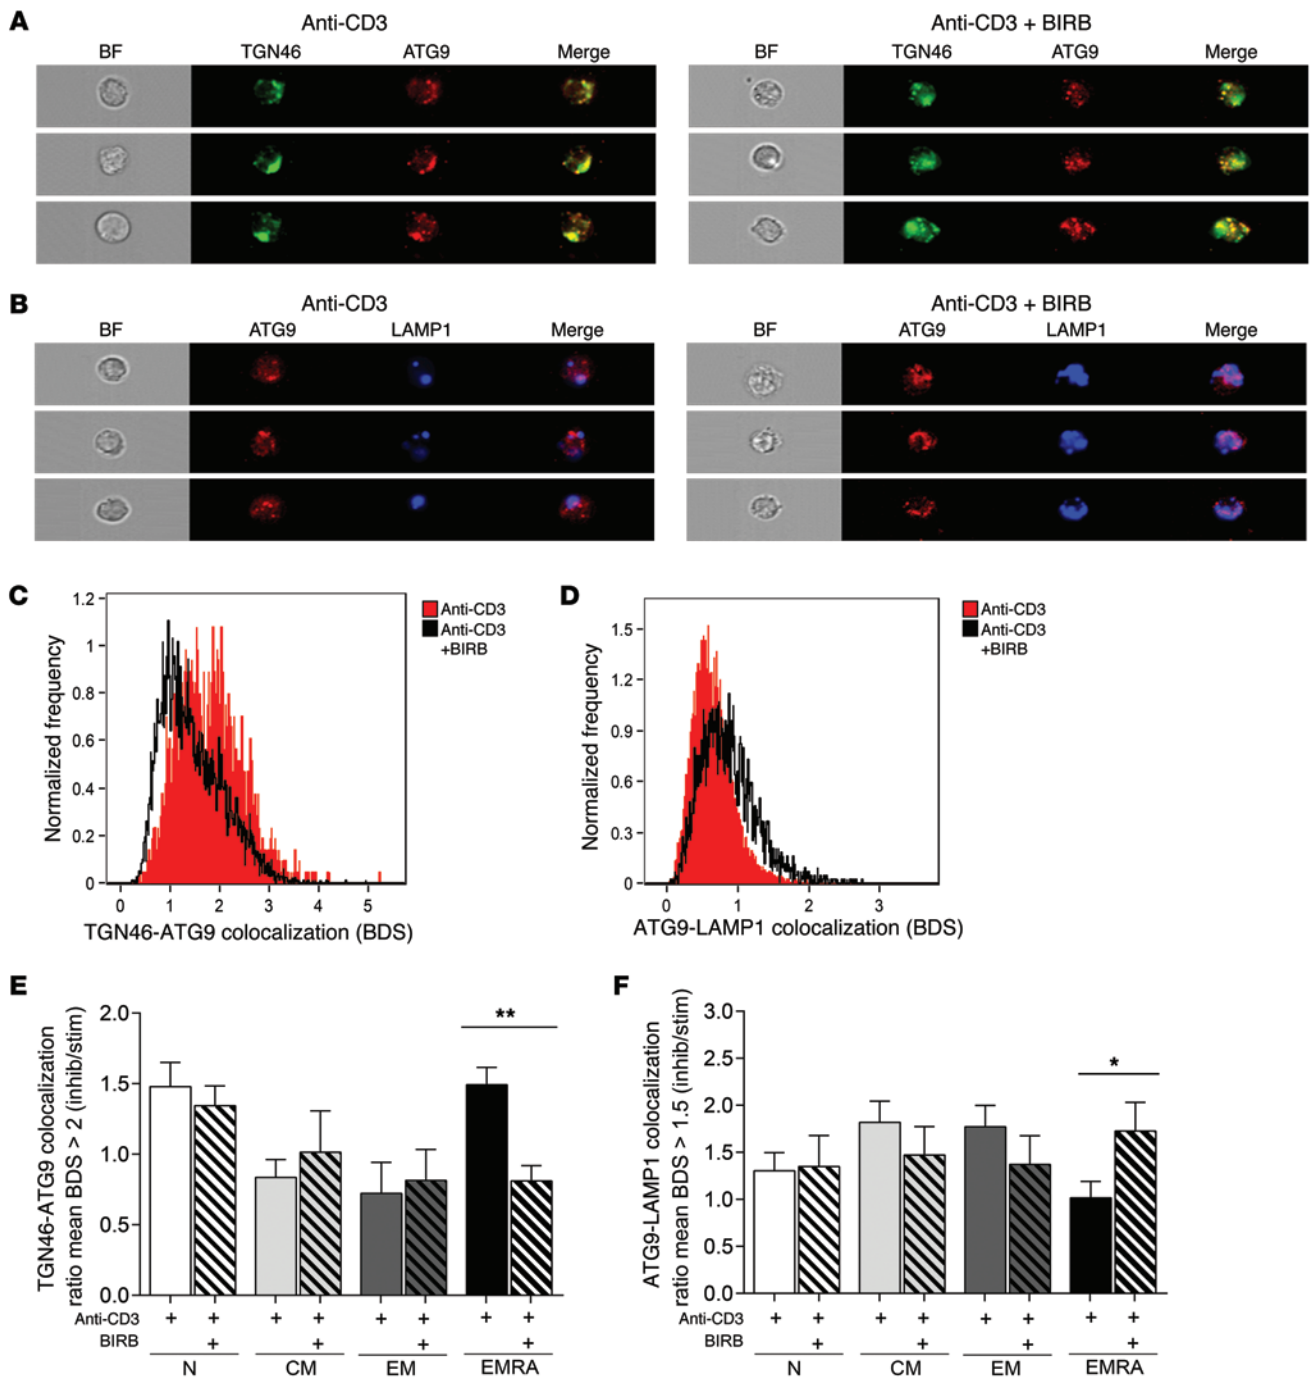 A
Anti-CD3
Anti-CD3 + BIRB
BF TGN46 ATG9 Merge
BF TGN46 ATG9 Merge
B
Anti-CD3
Anti-CD3 + BIRB
BF ATG9 LAMP1 Merge
BF ATG9 LAMP1 Merge
C
Normalized frequency
1.2
1
0.8
0.6
0.4
0.2
0
0 1 2 3 4 5
TGN46-ATG9 colocalization (BDS)
Anti-CD3
Anti-CD3
+BIRB
D
Normalized frequency
1.5
1.2
0.9
0.6
0.3
0
0 1 2 3
ATG9-LAMP1 colocalization (BDS)
Anti-CD3
Anti-CD3
+BIRB
E
TGN46-ATG9 colocalization
ratio mean BDS > 2 (inhib/stim)
2.0
1.5
1.0
0.5
0.0
**
Anti-CD3 + + + + + + + +
BIRB + + + +
N CM EM EMRA
F
ATG9-LAMP1 colocalization
ratio mean BDS > 1.5 (inhib/stim)
3.0
2.5
2.0
1.5
1.0
0.5
0.0
*
Anti-CD3 + + + + + + + +
BIRB + + + +
N CM EM EMRA